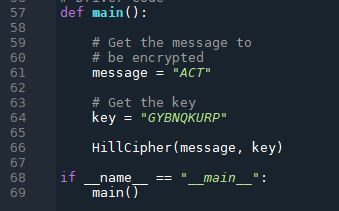 # Driver code
57 def main():
58
59 # Get the message to
60 # be encrypted
61 message = "ACT"
62
63 # Get the key
64 key = "GYBNQKURP"
65
66 HillCipher(message, key)
67
68 if __name__ == "__main__":
69 main()